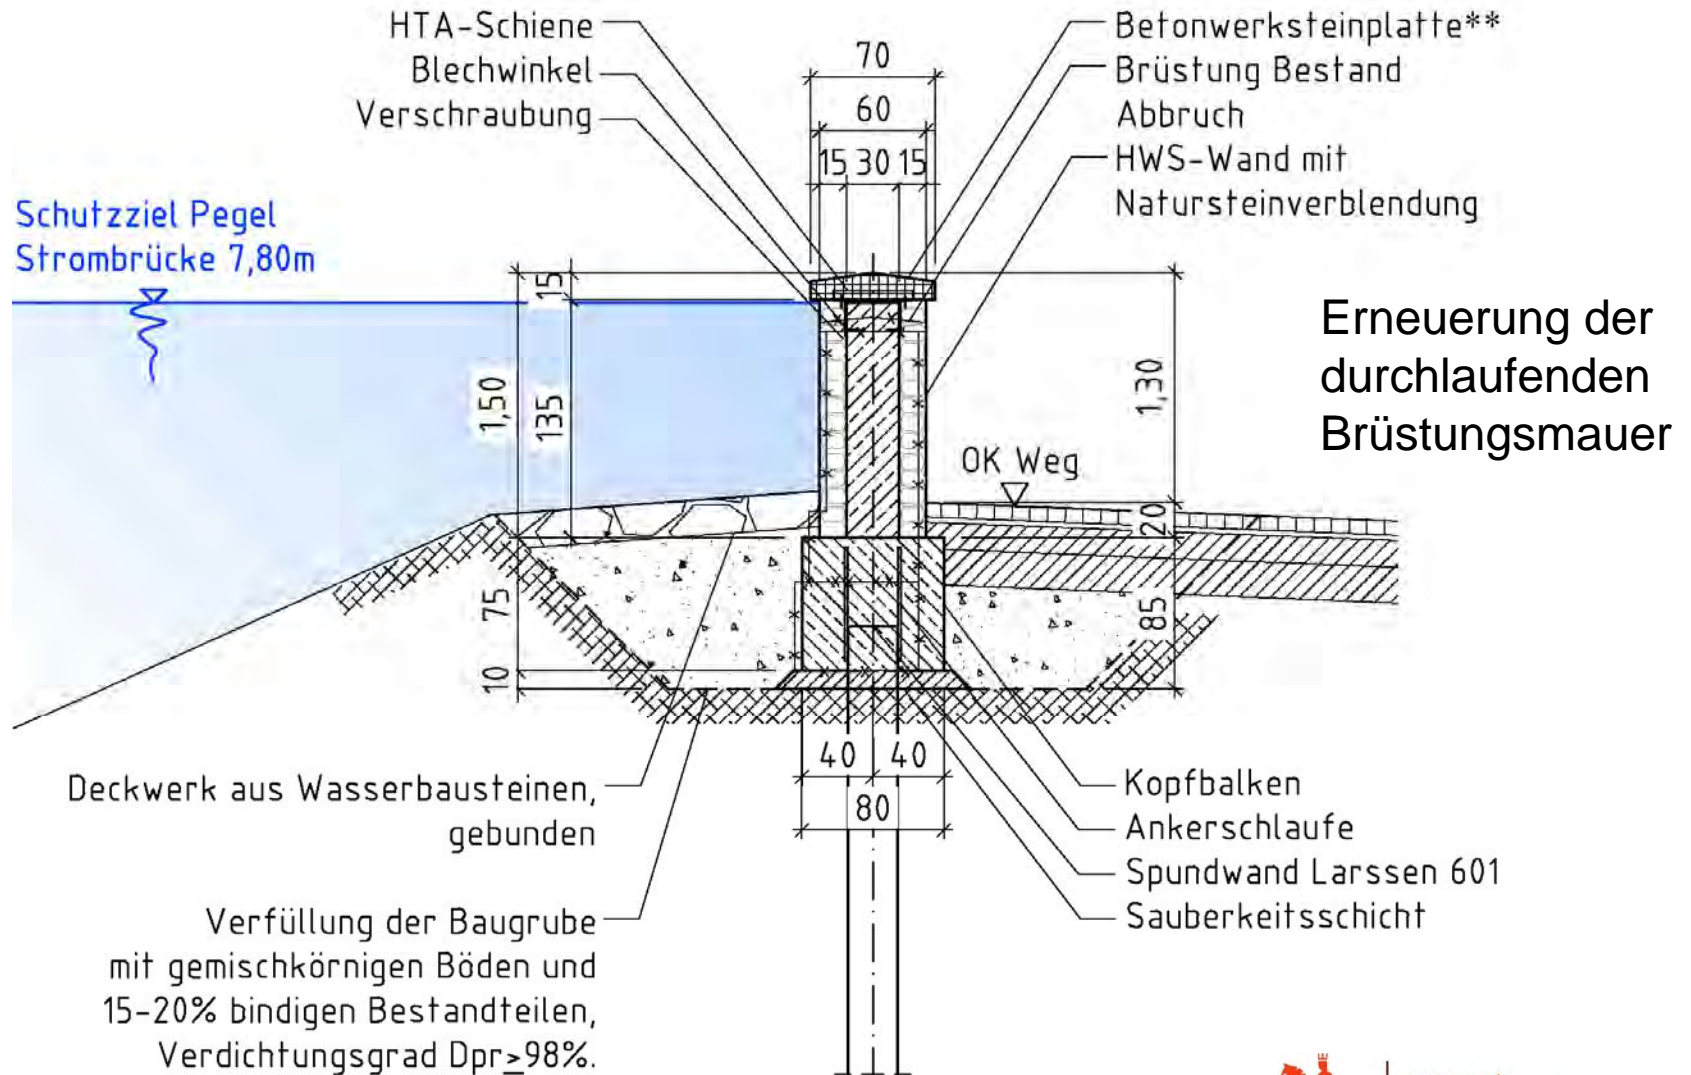 HTA-Schiene
Blechwinkel
Verschraubung
70
60
15 30 15
Betonwerksteinplatte**
Brüstung Bestand
Abbruch
HWS-Wand mit
Natursteinverblendung
Schutzziel Pegel
Strombrücke 7,80m
15
1,50
135
1,30
Erneuerung der
durchlaufenden
Brüstungsmauer
OK Weg
20
75
85
10
40 40
80
Deckwerk aus Wasserbausteinen,
gebunden
Verfüllung der Baugrube
mit gemischkörnigen Böden und
15-20% bindigen Bestandteilen,
Verdichtungsgrad Dpr≥98%.
Kopfbalken
Ankerschlaufe
Spundwand Larssen 601
Sauberkeitsschicht